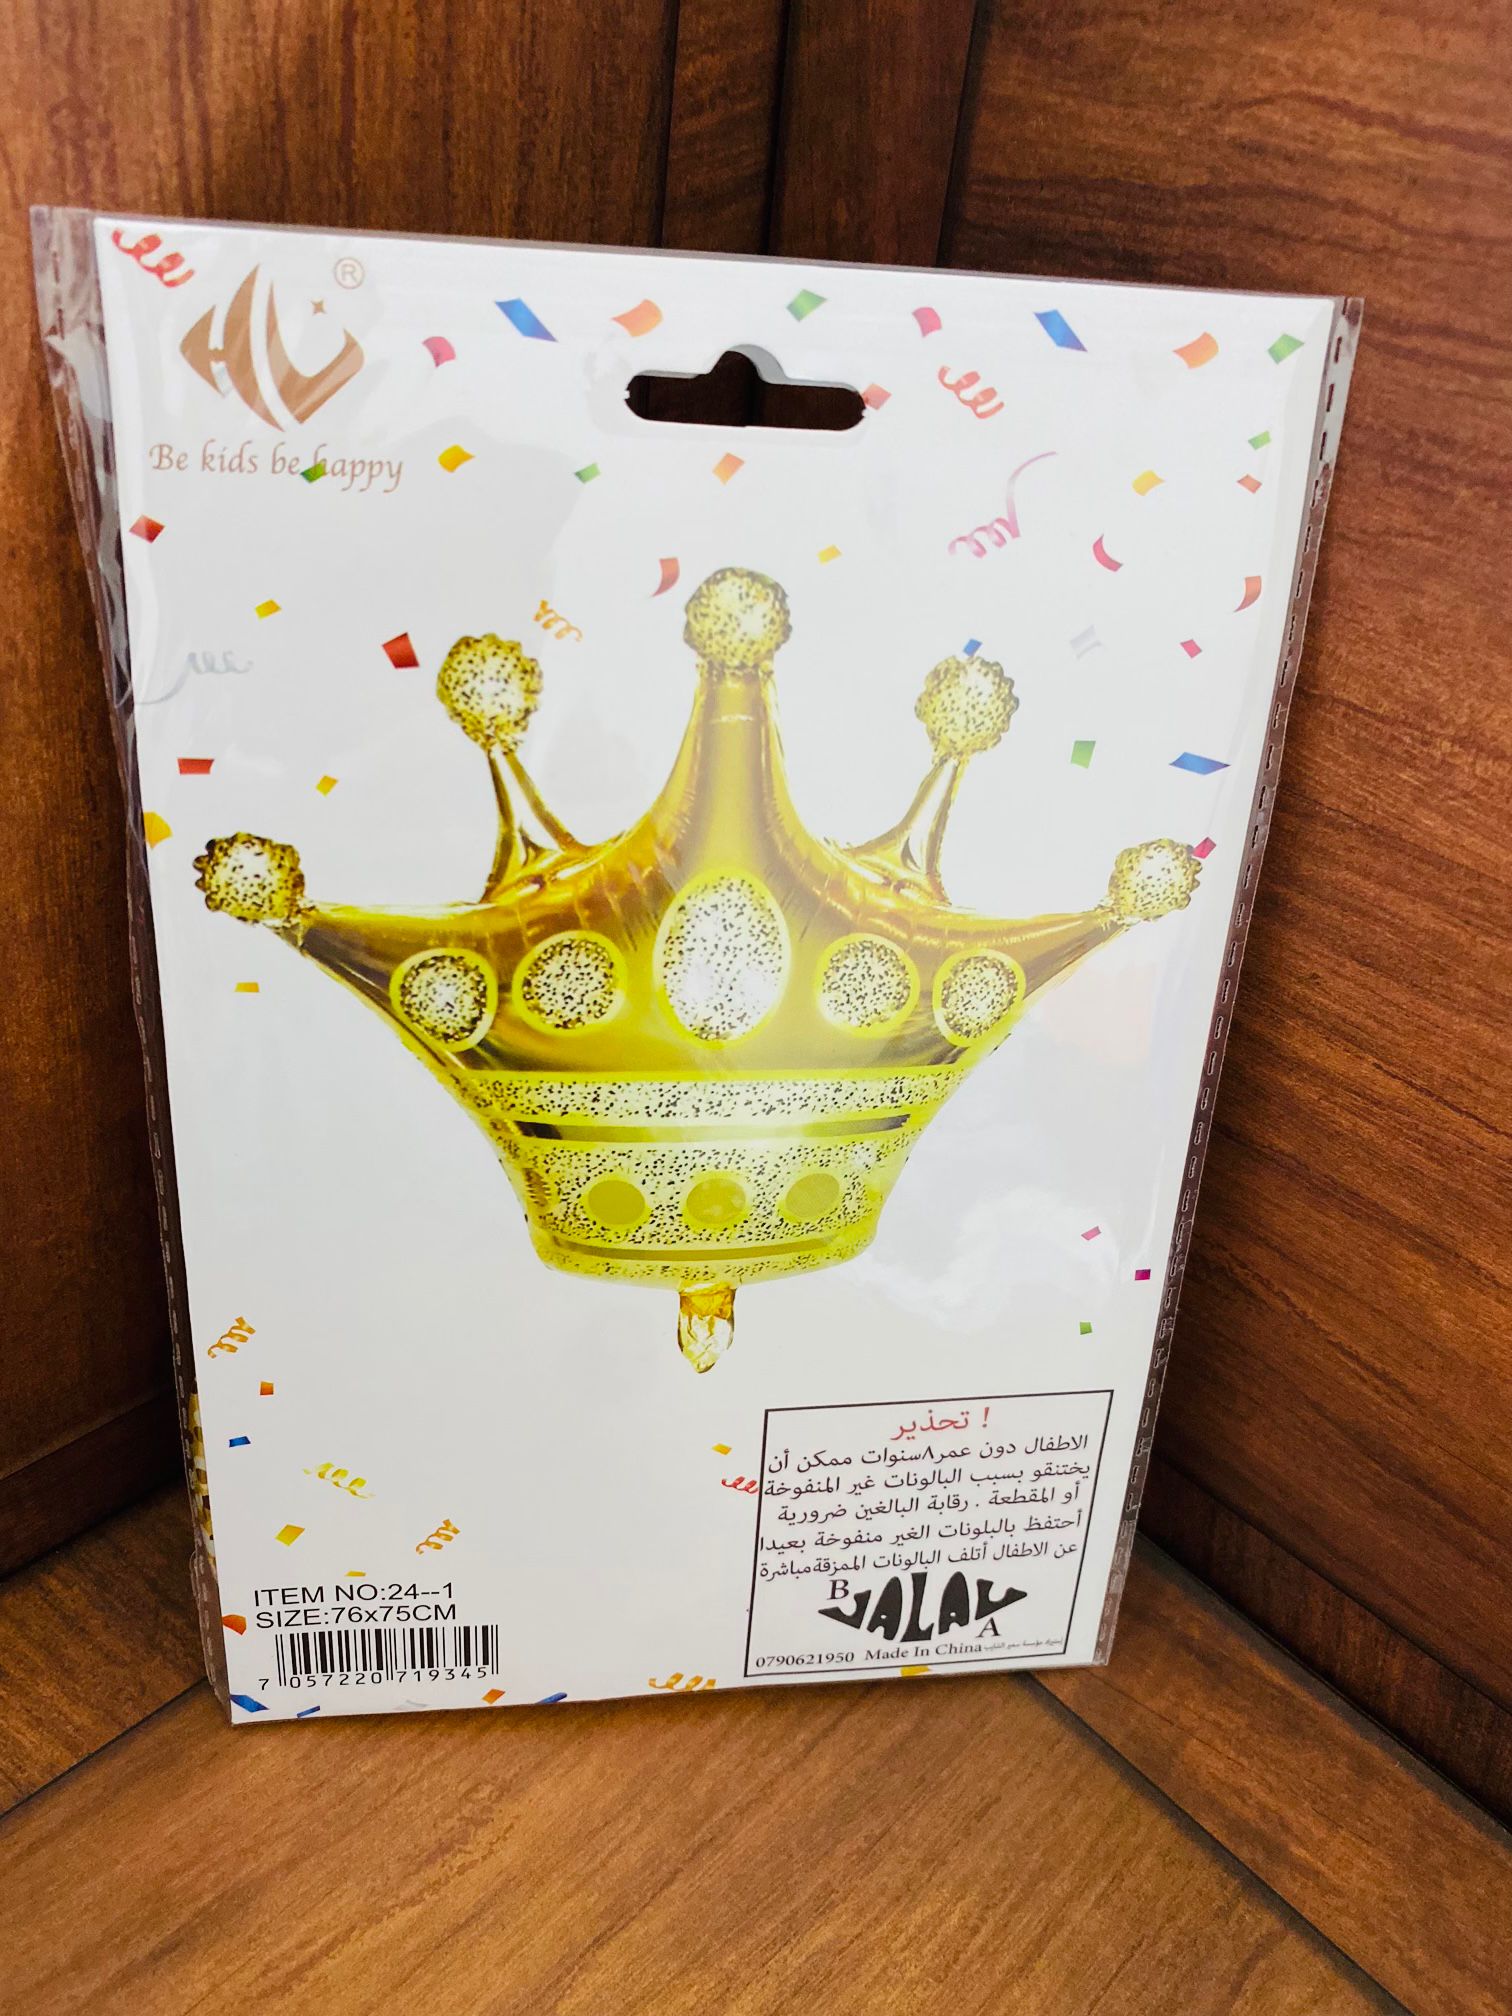 HU®
Be kids be happy
تحذير !
الاطفال دون عمر٨سنوات ممكن أن
يختنقو بسبب البالونات غير المنفوخة
أو المقطعة . رقابة البالغين ضرورية
أحتفظ بالبلونات الغير منفوخة بعيدا
عن الاطفال أتلف البالونات الممزقةمباشرة
B JALAL A
0790621950 Made In China
ITEM NO:24--1
SIZE:76x75CM
7 057220 719345